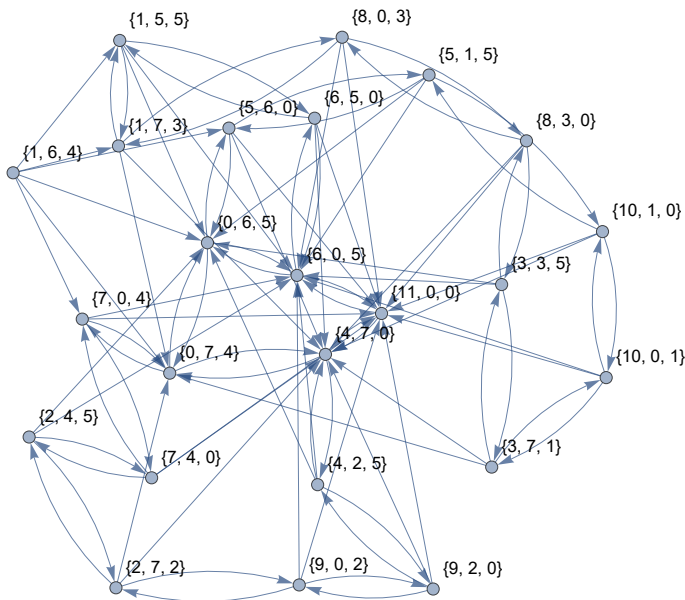 {1, 5, 5}
{8, 0, 3}
{5, 1, 5}
{6, 5, 0}
{5, 6, 0}
{1, 7, 3}
{8, 3, 0}
{1, 6, 4}
{10, 1, 0}
{0, 6, 5}
{6, 0, 5}
{3, 3, 5}
{11, 0, 0}
{7, 0, 4}
{4, 7, 0}
{0, 7, 4}
{10, 0, 1}
{2, 4, 5}
{3, 7, 1}
{7, 4, 0}
{4, 2, 5}
{2, 7, 2}
{9, 0, 2}
{9, 2, 0}